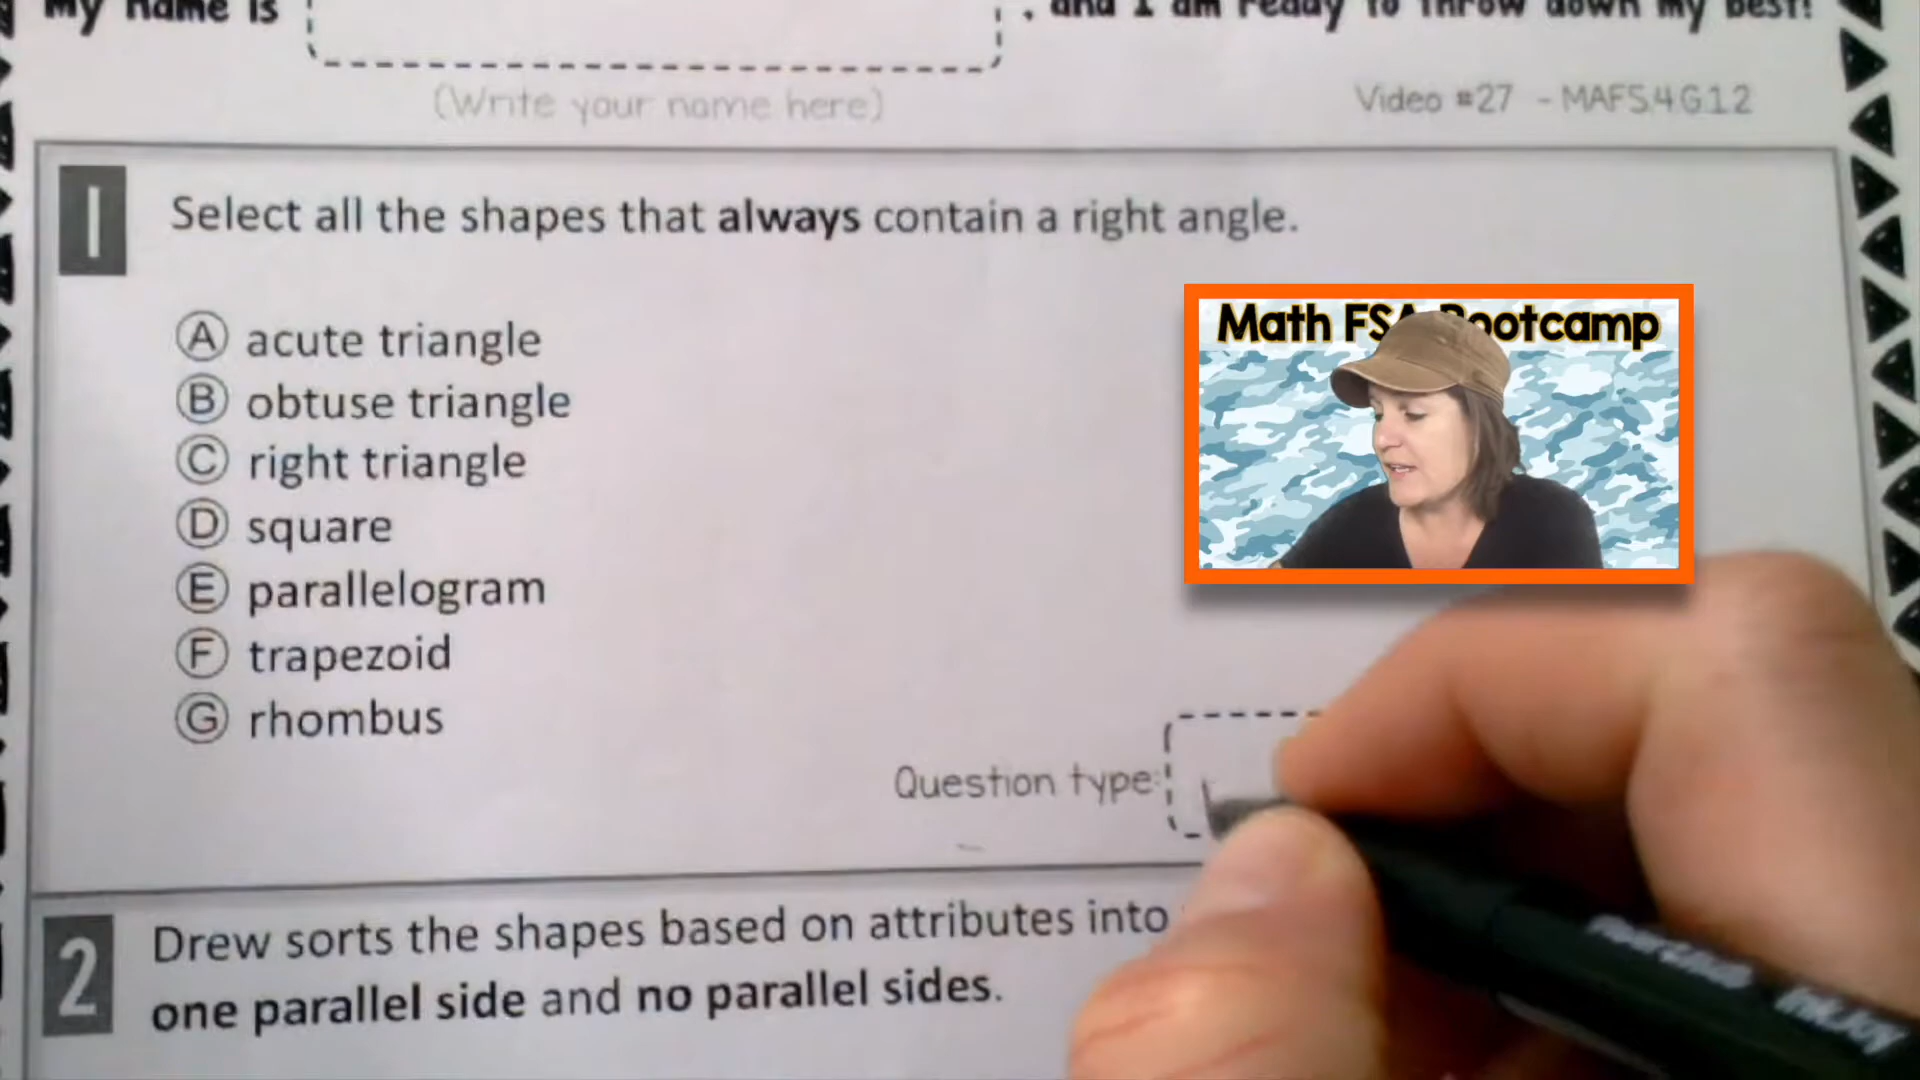 My name is , and I am ready to throw down my best!
(Write your name here)
Video #27 - MAFS.4.G.1.2
1 Select all the shapes that always contain a right angle.
Math FSA Bootcamp
A acute triangle
B obtuse triangle
C right triangle
D square
E parallelogram
F trapezoid
G rhombus
Question type:
2 Drew sorts the shapes based on attributes into
one parallel side and no parallel sides.
InkJoy